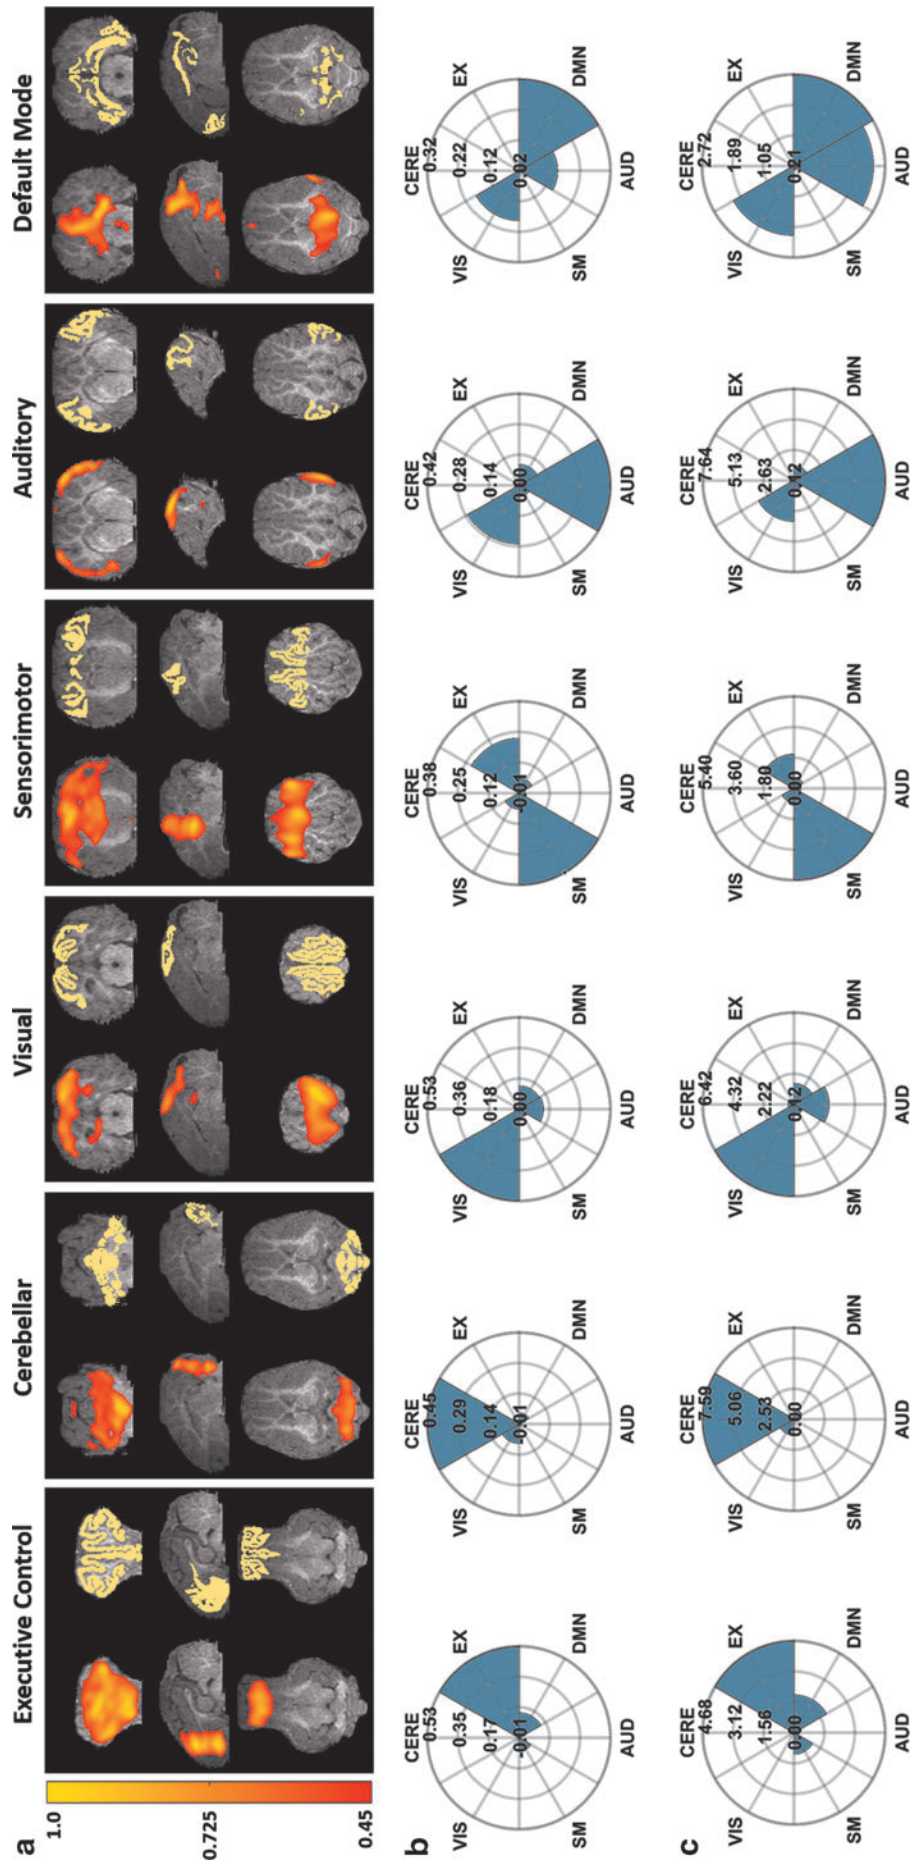 a
Executive Control
Cerebellar
Visual
Sensorimotor
Auditory
Default Mode
1.0
0.725
0.45
b
CERE
0.53
0.35
0.17
-0.01
EX
DMN
AUD
SM
VIS
CERE
0.45
0.29
0.14
-0.01
EX
DMN
AUD
SM
VIS
CERE
0.53
0.36
0.18
0.00
EX
DMN
AUD
SM
VIS
CERE
0.38
0.25
0.12
-0.01
EX
DMN
AUD
SM
VIS
CERE
0.42
0.28
0.14
0.00
EX
DMN
AUD
SM
VIS
CERE
0.32
0.22
0.12
0.02
EX
DMN
AUD
SM
VIS
c
CERE
4.68
3.12
1.56
0.00
EX
DMN
AUD
SM
VIS
CERE
7.59
5.06
2.53
0.00
EX
DMN
AUD
SM
VIS
CERE
6.42
4.32
2.22
0.12
EX
DMN
AUD
SM
VIS
CERE
5.40
3.60
1.80
0.00
EX
DMN
AUD
SM
VIS
CERE
7.64
5.13
2.63
0.12
EX
DMN
AUD
SM
VIS
CERE
2.72
1.89
1.05
0.21
EX
DMN
AUD
SM
VIS